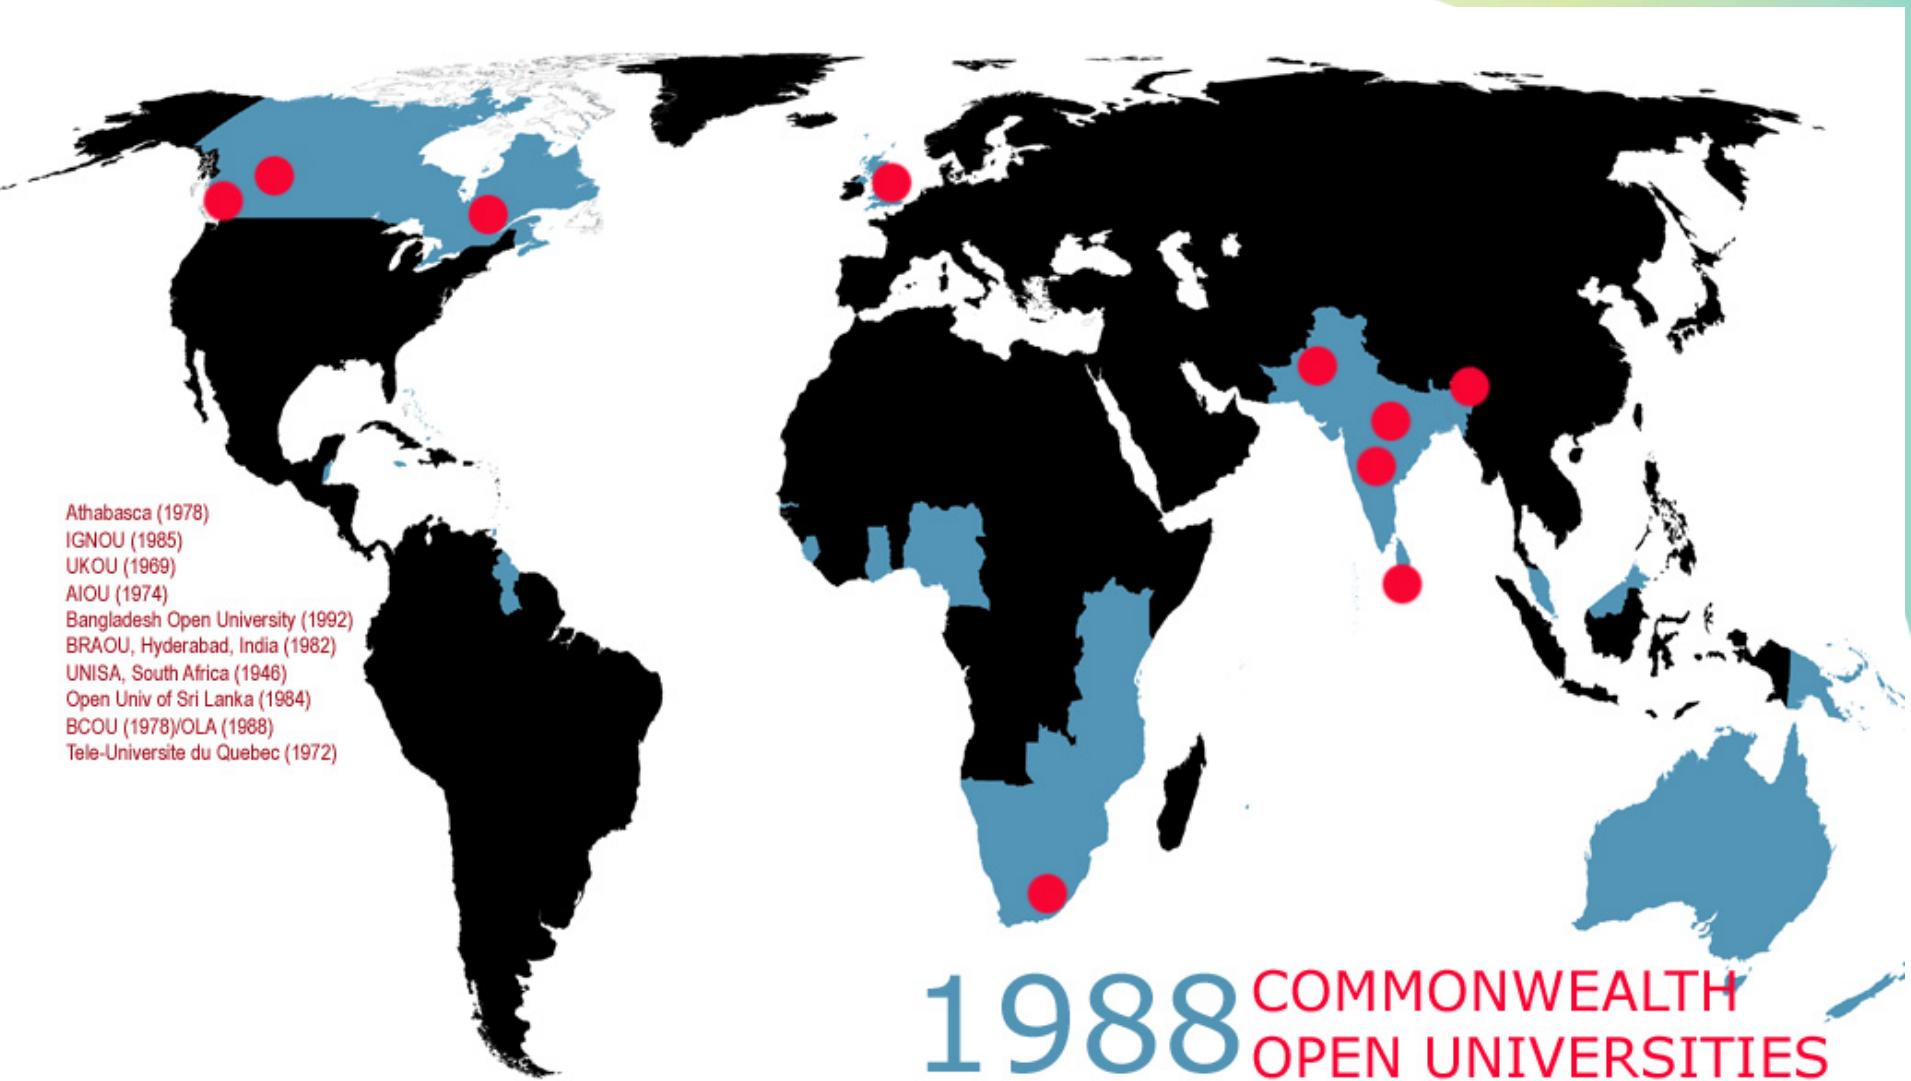 Athabasca (1978)
IGNOU (1985)
UKOU (1969)
AIOU (1974)
Bangladesh Open University (1992)
BRAOU, Hyderabad, India (1982)
UNISA, South Africa (1946)
Open Univ of Sri Lanka (1984)
BCOU (1978)/OLA (1988)
Tele-Universite du Quebec (1972)
1988 COMMONWEALTH
OPEN UNIVERSITIES